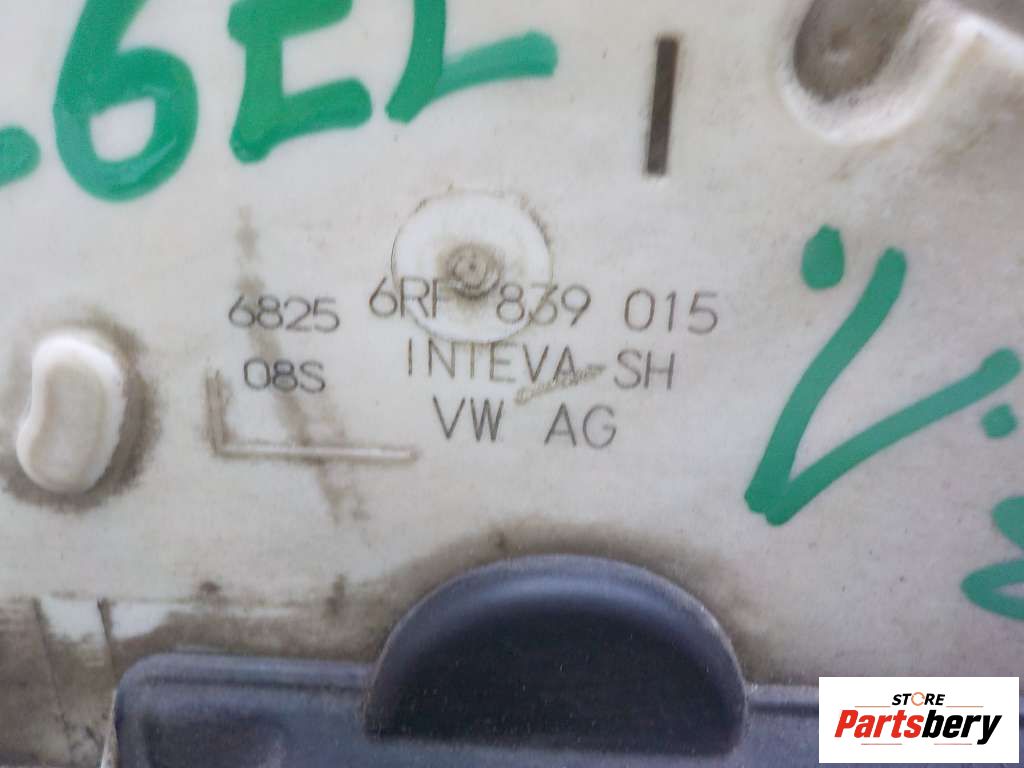 6EL
6825 6RF 839 015
08S INTEVA-SH
VW AG
STORE
Partsbery